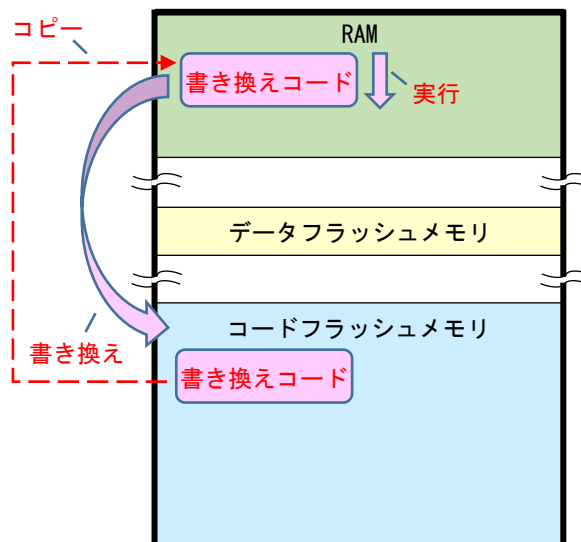 コピー
RAM
書き換えコード
実行
データフラッシュメモリ
コードフラッシュメモリ
書き換え
書き換えコード